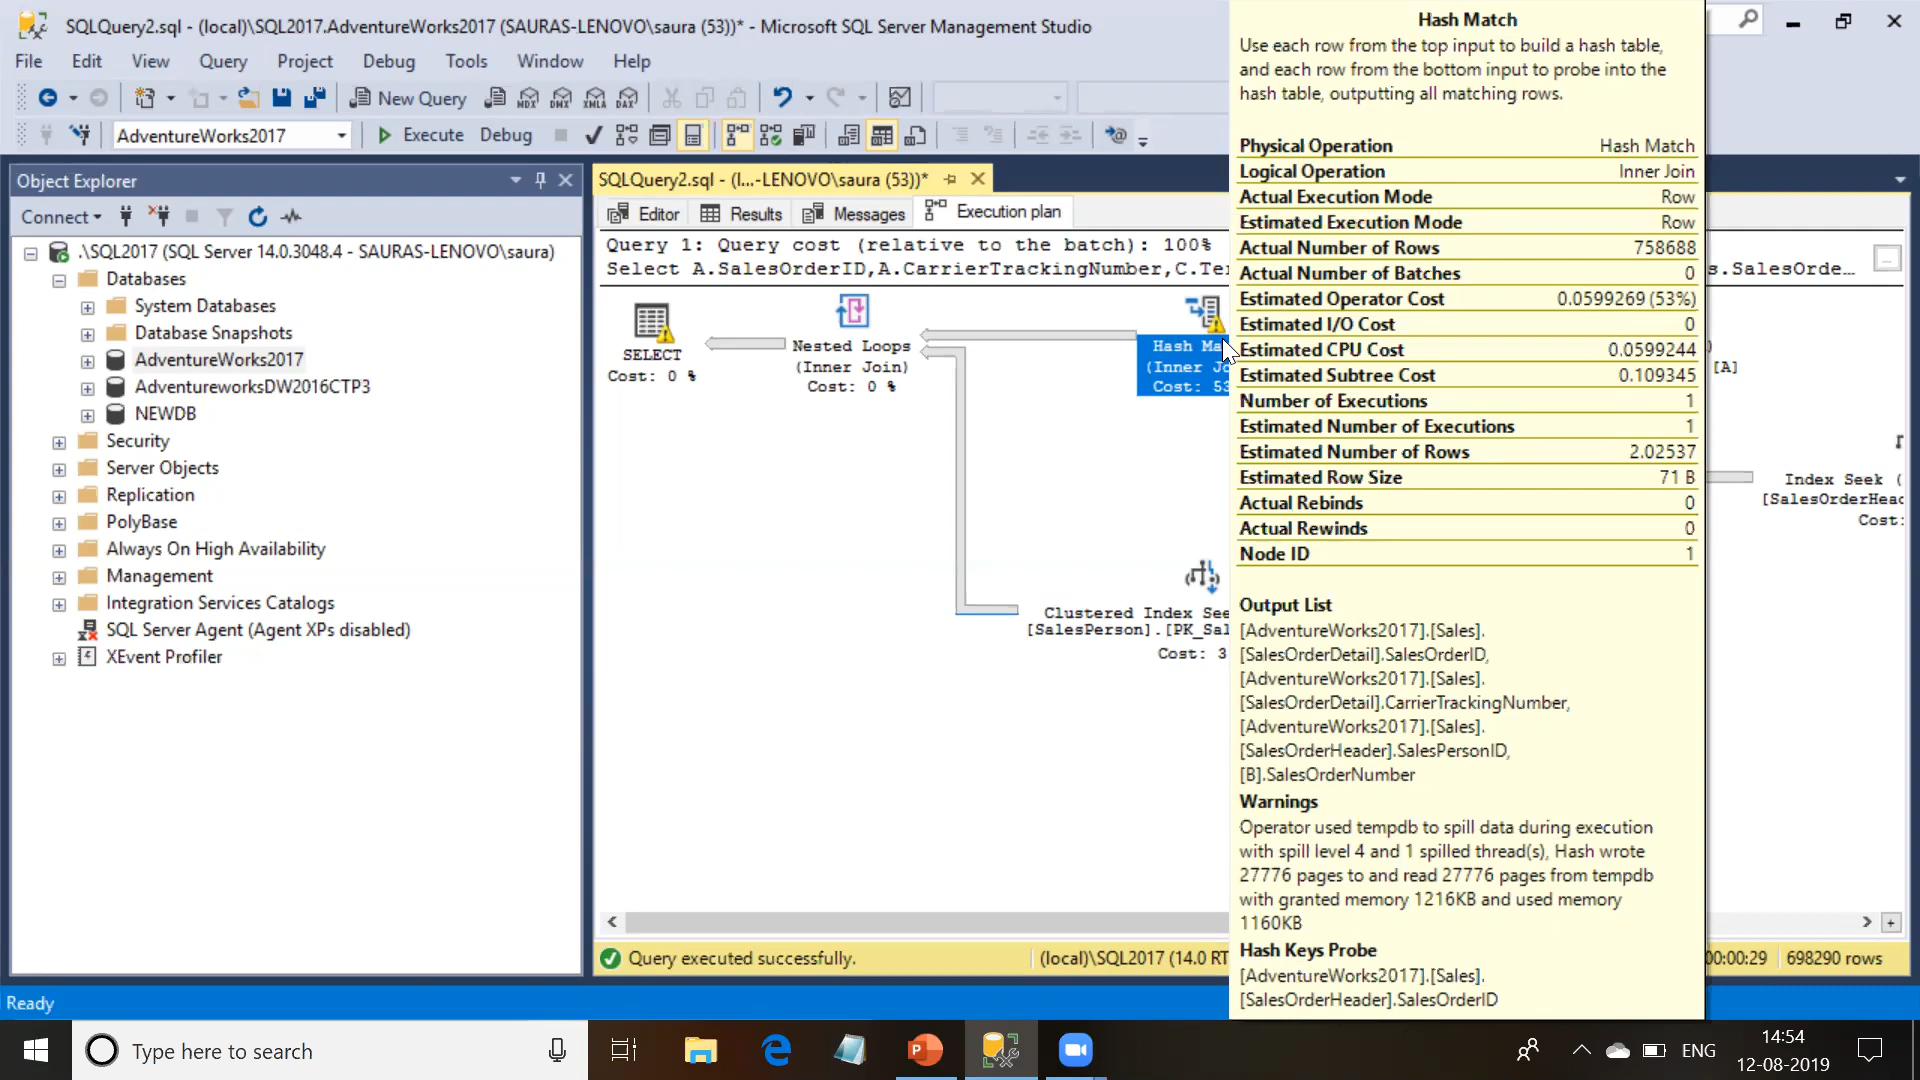 SQLQuery2.sql - (local)\SQL2017.AdventureWorks2017 (SAURAS-LENOVO\saura (53))* - Microsoft SQL Server Management Studio
File Edit View Query Project Debug Tools Window Help
New Query
MDX DMX XMLA DAX
AdventureWorks2017 Execute Debug
Object Explorer
Connect
.\SQL2017 (SQL Server 14.0.3048.4 - SAURAS-LENOVO\saura)
Databases
System Databases
Database Snapshots
AdventureWorks2017
AdventureworksDW2016CTP3
NEWDB
Security
Server Objects
Replication
PolyBase
Always On High Availability
Management
Integration Services Catalogs
SQL Server Agent (Agent XPs disabled)
XEvent Profiler
SQLQuery2.sql - (l...-LENOVO\saura (53))*
Editor Results Messages Execution plan
Query 1: Query cost (relative to the batch): 100%
Select A.SalesOrderID,A.CarrierTrackingNumber,C.Te
s.SalesOrde...
SELECT
Cost: 0 %
Nested Loops
(Inner Join)
Cost: 0 %
Hash Ma
(Inner Jo
Cost: 53
[A]
Clustered Index See
[SalesPerson].[PK_Sal
Cost: 3
Index Seek (
[SalesOrderHead
Cost:
Hash Match
Use each row from the top input to build a hash table,
and each row from the bottom input to probe into the
hash table, outputting all matching rows.
Physical Operation Hash Match
Logical Operation Inner Join
Actual Execution Mode Row
Estimated Execution Mode Row
Actual Number of Rows 758688
Actual Number of Batches 0
Estimated Operator Cost 0.0599269 (53%)
Estimated I/O Cost 0
Estimated CPU Cost 0.0599244
Estimated Subtree Cost 0.109345
Number of Executions 1
Estimated Number of Executions 1
Estimated Number of Rows 2.02537
Estimated Row Size 71 B
Actual Rebinds 0
Actual Rewinds 0
Node ID 1
Output List
[AdventureWorks2017].[Sales].
[SalesOrderDetail].SalesOrderID,
[AdventureWorks2017].[Sales].
[SalesOrderDetail].CarrierTrackingNumber,
[AdventureWorks2017].[Sales].
[SalesOrderHeader].SalesPersonID,
[B].SalesOrderNumber
Warnings
Operator used tempdb to spill data during execution
with spill level 4 and 1 spilled thread(s), Hash wrote
27776 pages to and read 27776 pages from tempdb
with granted memory 1216KB and used memory
1160KB
Hash Keys Probe
[AdventureWorks2017].[Sales].
[SalesOrderHeader].SalesOrderID
Query executed successfully.
(local)\SQL2017 (14.0 RT
00:00:29
698290 rows
Ready
Type here to search
ENG
14:54
12-08-2019